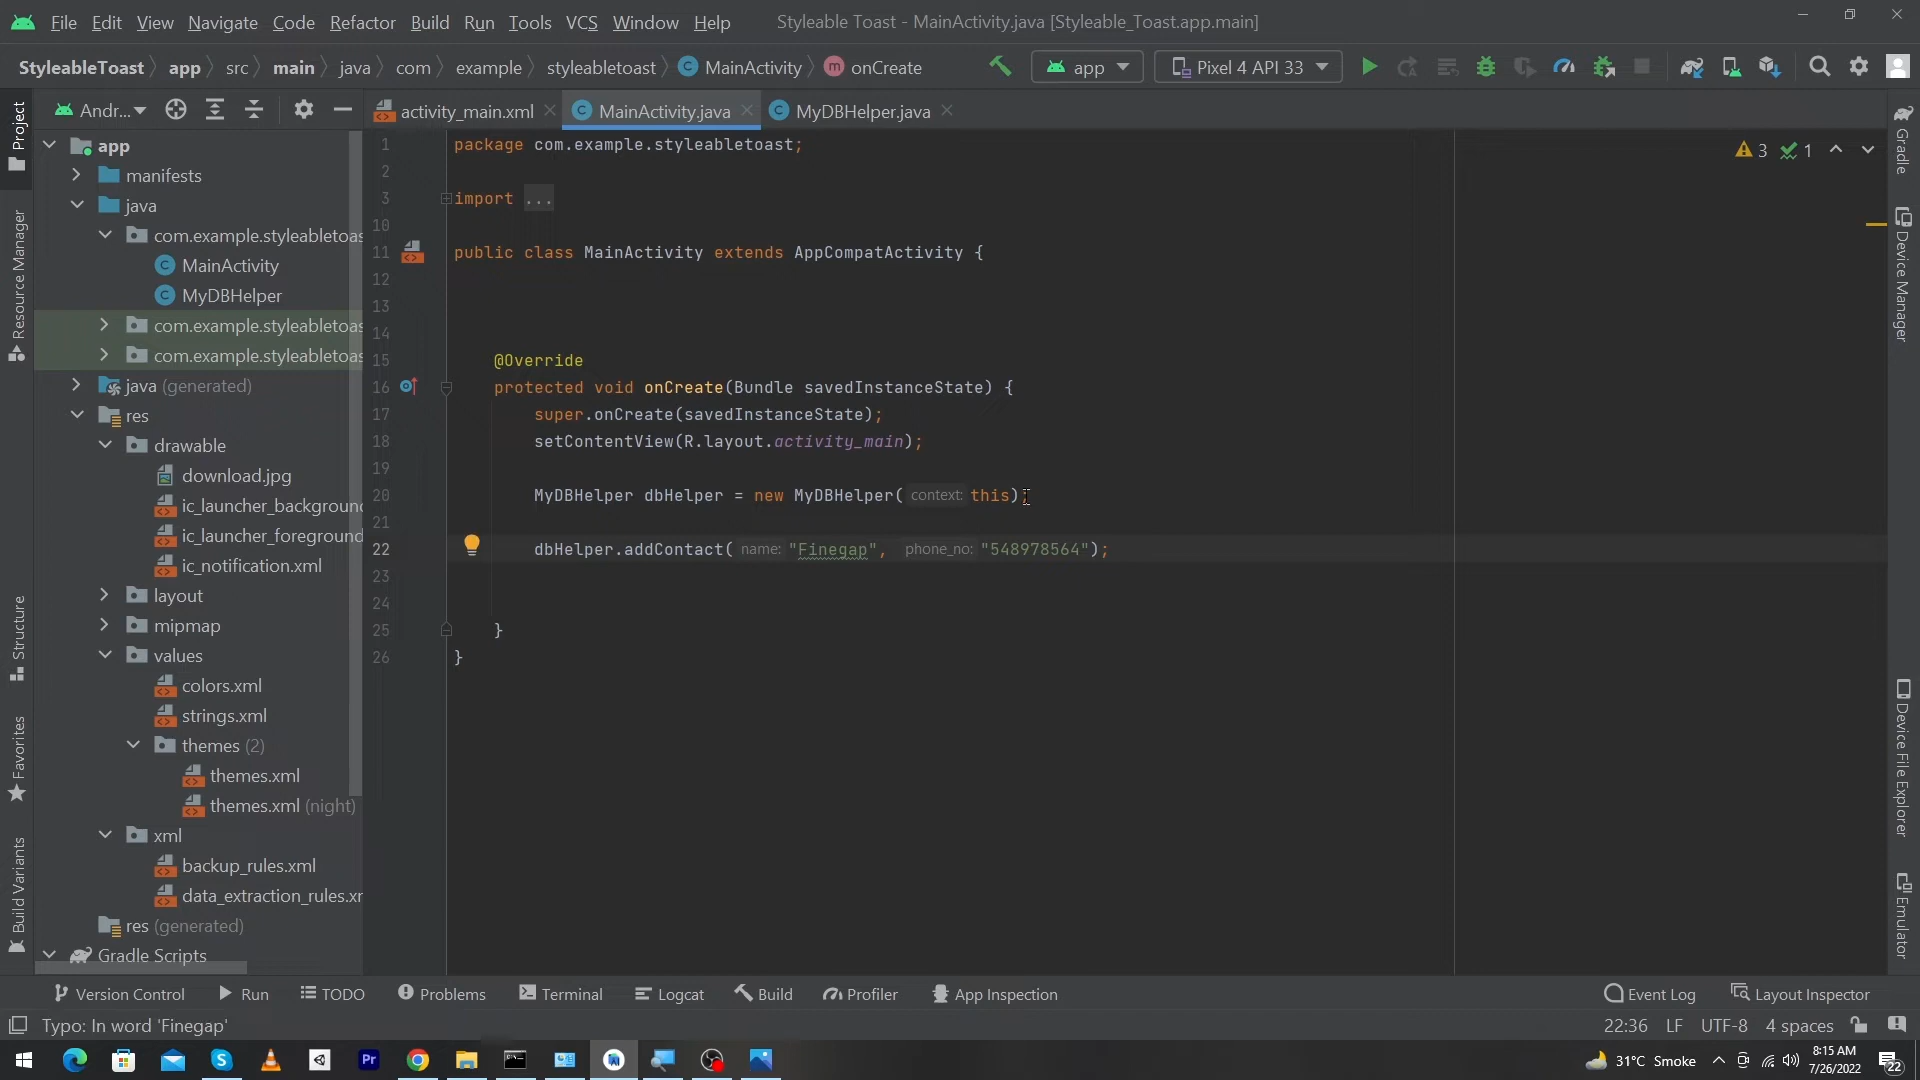 File Edit View Navigate Code Refactor Build Run Tools VCS Window Help Styleable Toast - MainActivity.java [Styleable_Toast.app.main]
StyleableToast app src main java com example styleabletoast MainActivity onCreate app Pixel 4 API 33
Andr... activity_main.xml MainActivity.java MyDBHelper.java
Project
Resource Manager
Structure
Favorites
Build Variants
app
manifests
java
com.example.styleabletoas
MainActivity
MyDBHelper
com.example.styleabletoas
com.example.styleabletoas
java (generated)
res
drawable
download.jpg
ic_launcher_background
ic_launcher_foreground
ic_notification.xml
layout
mipmap
values
colors.xml
strings.xml
themes (2)
themes.xml
themes.xml (night)
xml
backup_rules.xml
data_extraction_rules.xr
res (generated)
Gradle Scripts
1 package com.example.styleabletoast;
2
3 import ...
10
11 public class MainActivity extends AppCompatActivity {
12
13
14
15 @Override
16 protected void onCreate(Bundle savedInstanceState) {
17 super.onCreate(savedInstanceState);
18 setContentView(R.layout.activity_main);
19
20 MyDBHelper dbHelper = new MyDBHelper( context: this);
21
22 dbHelper.addContact( name: "Finegap", phone_no: "548978564");
23
24
25 }
26 }
3 1
Gradle
Device Manager
Device File Explorer
Emulator
Version Control Run TODO Problems Terminal Logcat Build Profiler App Inspection Event Log Layout Inspector
Typo: In word 'Finegap' 22:36 LF UTF-8 4 spaces
Pr 31°C Smoke 8:15 AM
7/26/2022 22